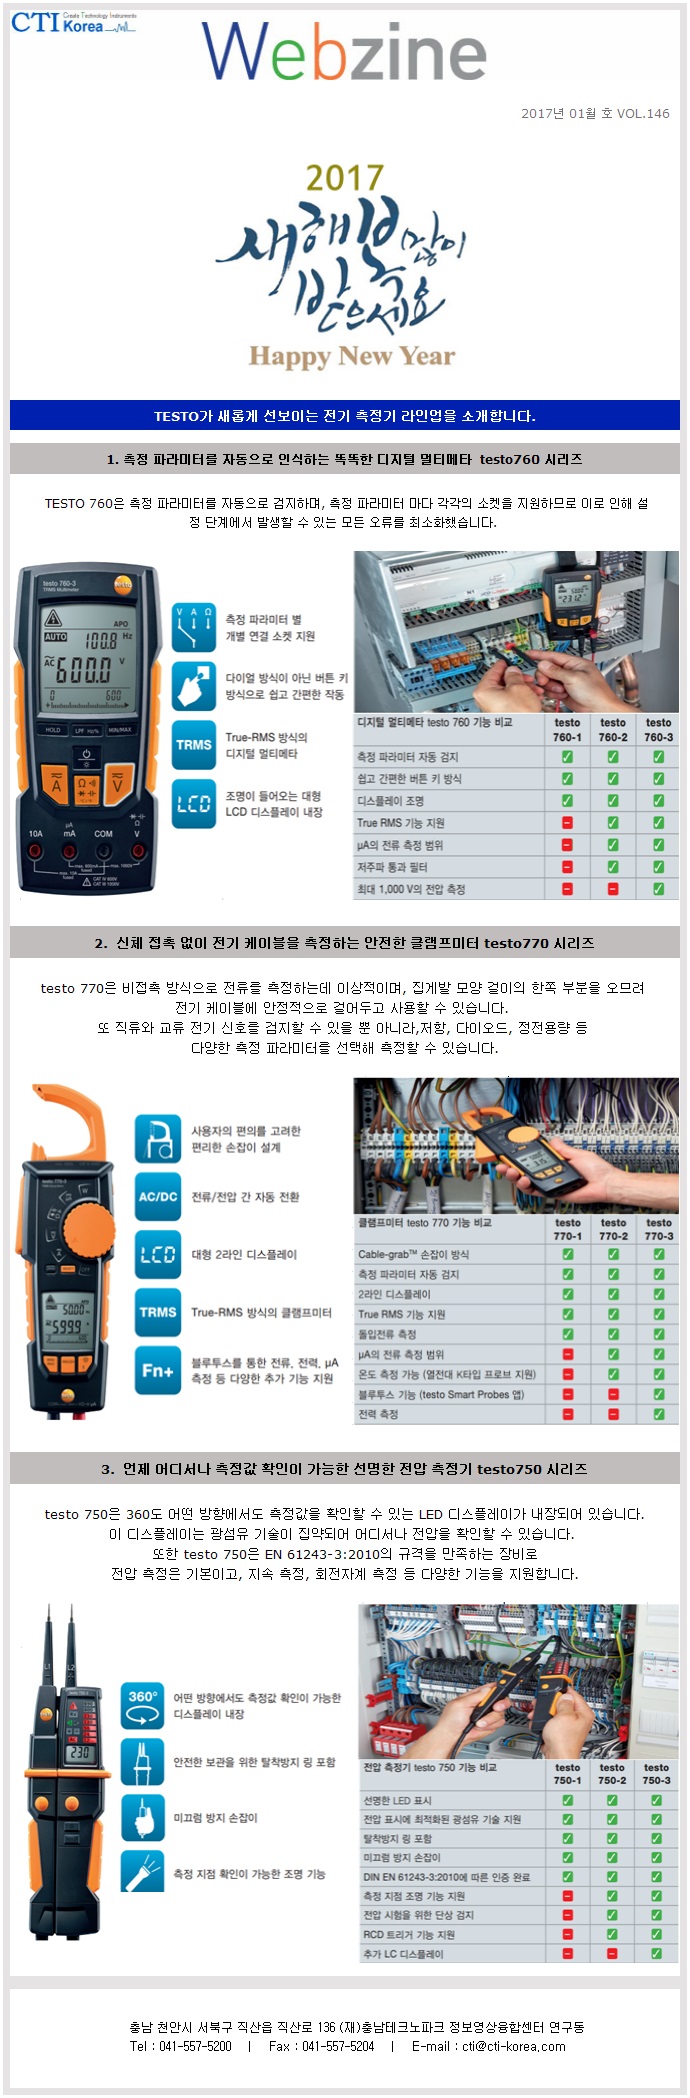 CTI Create Technology Instruments
Korea
Webzine
2017년 01월 호 VOL.146
2017
새해 복 많이
받으세요
Happy New Year
TESTO가 새롭게 선보이는 전기 측정기 라인업을 소개합니다.
1. 측정 파라미터를 자동으로 인식하는 똑똑한 디지털 멀티메타 testo760 시리즈
TESTO 760은 측정 파라미터를 자동으로 검지하며, 측정 파라미터 마다 각각의 소켓을 지원하므로 이로 인해 설
정 단계에서 발생할 수 있는 모든 오류를 최소화했습니다.
testo 760-3
TRMS Multimeter
testo
APO
AUTO 100.8 Hz
AC 600.0 V
0 600
HOLD LPF Hz/% MIN/MAX
A V
10A mA COM V
V A Ω
측정 파라미터 별
개별 연결 소켓 지원
다이얼 방식이 아닌 버튼 키
방식으로 쉽고 간편한 작동
TRMS
True-RMS 방식의
디지털 멀티메타
LCD
조명이 들어오는 대형
LCD 디스플레이 내장
디지털 멀티메타 testo 760 기능 비교 testo 760-1 testo 760-2 testo 760-3
측정 파라미터 자동 검지
쉽고 간편한 버튼 키 방식
디스플레이 조명
True RMS 기능 지원
µA의 전류 측정 범위
저주파 통과 필터
최대 1,000 V의 전압 측정
2. 신체 접촉 없이 전기 케이블을 측정하는 안전한 클램프미터 testo770 시리즈
testo 770은 비접촉 방식으로 전류를 측정하는데 이상적이며, 집게발 모양 걸이의 한쪽 부분을 오므려
전기 케이블에 안정적으로 걸어두고 사용할 수 있습니다.
또 직류와 교류 전기 신호를 검지할 수 있을 뿐 아니라,저항, 다이오드, 정전용량 등
다양한 측정 파라미터를 선택해 측정할 수 있습니다.
50.00
599.9
사용자의 편의를 고려한
편리한 손잡이 설계
AC/DC
전류/전압 간 자동 전환
LCD
대형 2라인 디스플레이
TRMS
True-RMS 방식의 클램프미터
Fn+
블루투스를 통한 전류, 전력, µA
측정 등 다양한 추가 기능 지원
클램프미터 testo 770 기능 비교 testo 770-1 testo 770-2 testo 770-3
Cable-grab™ 손잡이 방식
측정 파라미터 자동 검지
2라인 디스플레이
True RMS 기능 지원
돌입전류 측정
µA의 전류 측정 범위
온도 측정 가능 (열전대 K타입 프로브 지원)
블루투스 기능 (testo Smart Probes 앱)
전력 측정
3. 언제 어디서나 측정값 확인이 가능한 선명한 전압 측정기 testo750 시리즈
testo 750은 360도 어떤 방향에서도 측정값을 확인할 수 있는 LED 디스플레이가 내장되어 있습니다.
이 디스플레이는 광섬유 기술이 집약되어 어디서나 전압을 확인할 수 있습니다.
또한 testo 750은 EN 61243-3:2010의 규격을 만족하는 장비로
전압 측정은 기본이고, 지속 측정, 회전자계 측정 등 다양한 기능을 지원합니다.
L1 L2
230
360°
어떤 방향에서도 측정값 확인이 가능한
디스플레이 내장
안전한 보관을 위한 탈착방지 링 포함
미끄럼 방지 손잡이
측정 지점 확인이 가능한 조명 기능
전압 측정기 testo 750 기능 비교 testo 750-1 testo 750-2 testo 750-3
선명한 LED 표시
전압 표시에 최적화된 광섬유 기술 지원
탈착방지 링 포함
미끄럼 방지 손잡이
DIN EN 61243-3:2010에 따른 인증 완료
측정 지점 조명 기능 지원
전압 시험을 위한 단상 검지
RCD 트리거 기능 지원
추가 LC 디스플레이
충남 천안시 서북구 직산읍 직산로 136 (재)충남테크노파크 정보영상융합센터 연구동
Tel : 041-557-5200 | Fax : 041-557-5204 | E-mail : cti@cti-korea.com